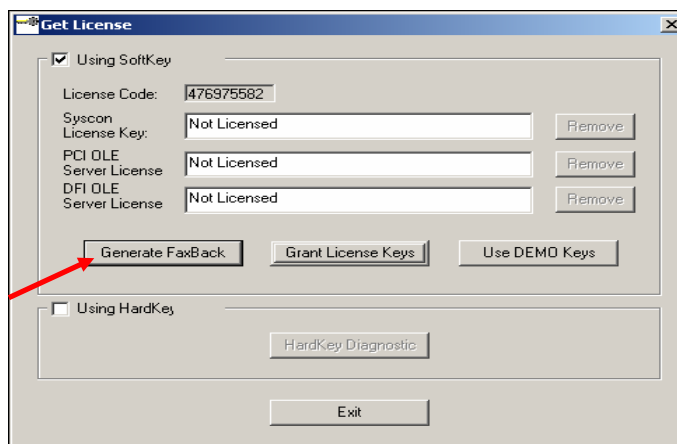 Get License
Using SoftKey
License Code: 476975582
Syscon
License Key: Not Licensed Remove
PCI OLE
Server License Not Licensed Remove
DFI OLE
Server License Not Licensed Remove
Generate FaxBack Grant License Keys Use DEMO Keys
Using HardKey
HardKey Diagnostic
Exit